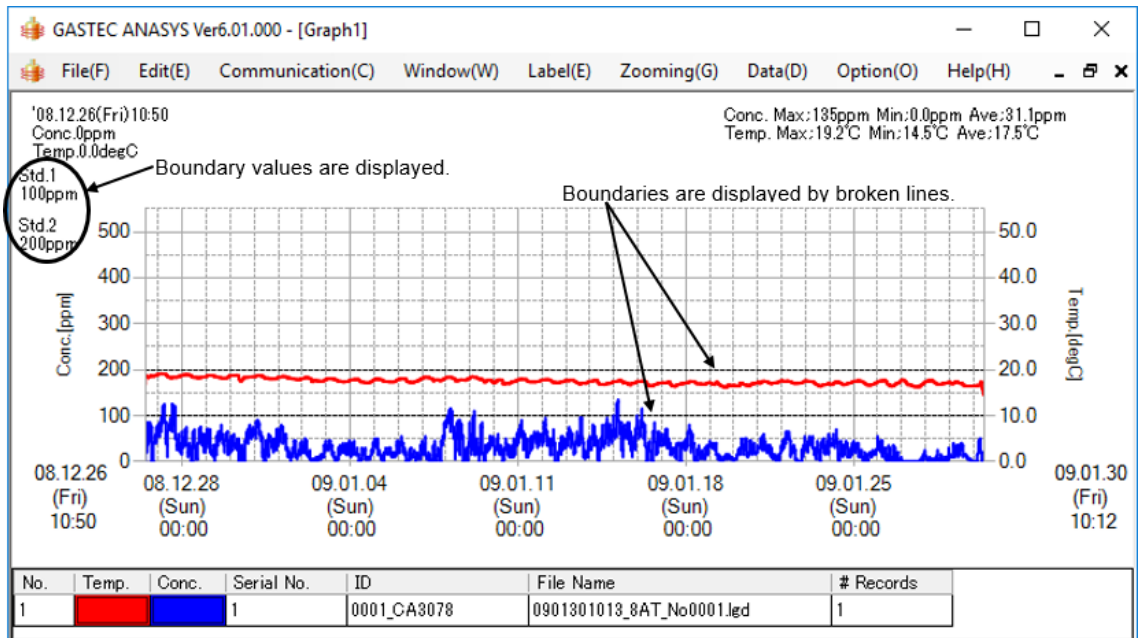 GASTEC ANASYS Ver6.01.000 - [Graph1]
File(F) Edit(E) Communication(C) Window(W) Label(E) Zooming(G) Data(D) Option(O) Help(H)
'08.12.26(Fri)10:50
Conc.0ppm
Temp.0.0degC
Conc. Max:135ppm Min:0.0ppm Ave:31.1ppm
Temp. Max:19.2℃ Min:14.5℃ Ave:17.5℃
Std.1
100ppm
Std.2
200ppm
Boundary values are displayed.
Boundaries are displayed by broken lines.
500
400
300
200
100
0
Conc.[ppm]
50.0
40.0
30.0
20.0
10.0
0.0
Temp.[degC]
08.12.26
(Fri)
10:50
08.12.28
(Sun)
00:00
09.01.04
(Sun)
00:00
09.01.11
(Sun)
00:00
09.01.18
(Sun)
00:00
09.01.25
(Sun)
00:00
09.01.30
(Fri)
10:12
No. Temp. Conc. Serial No. ID File Name # Records
1 1 0001_CA3078 0901301013_8AT_No0001.lgd 1